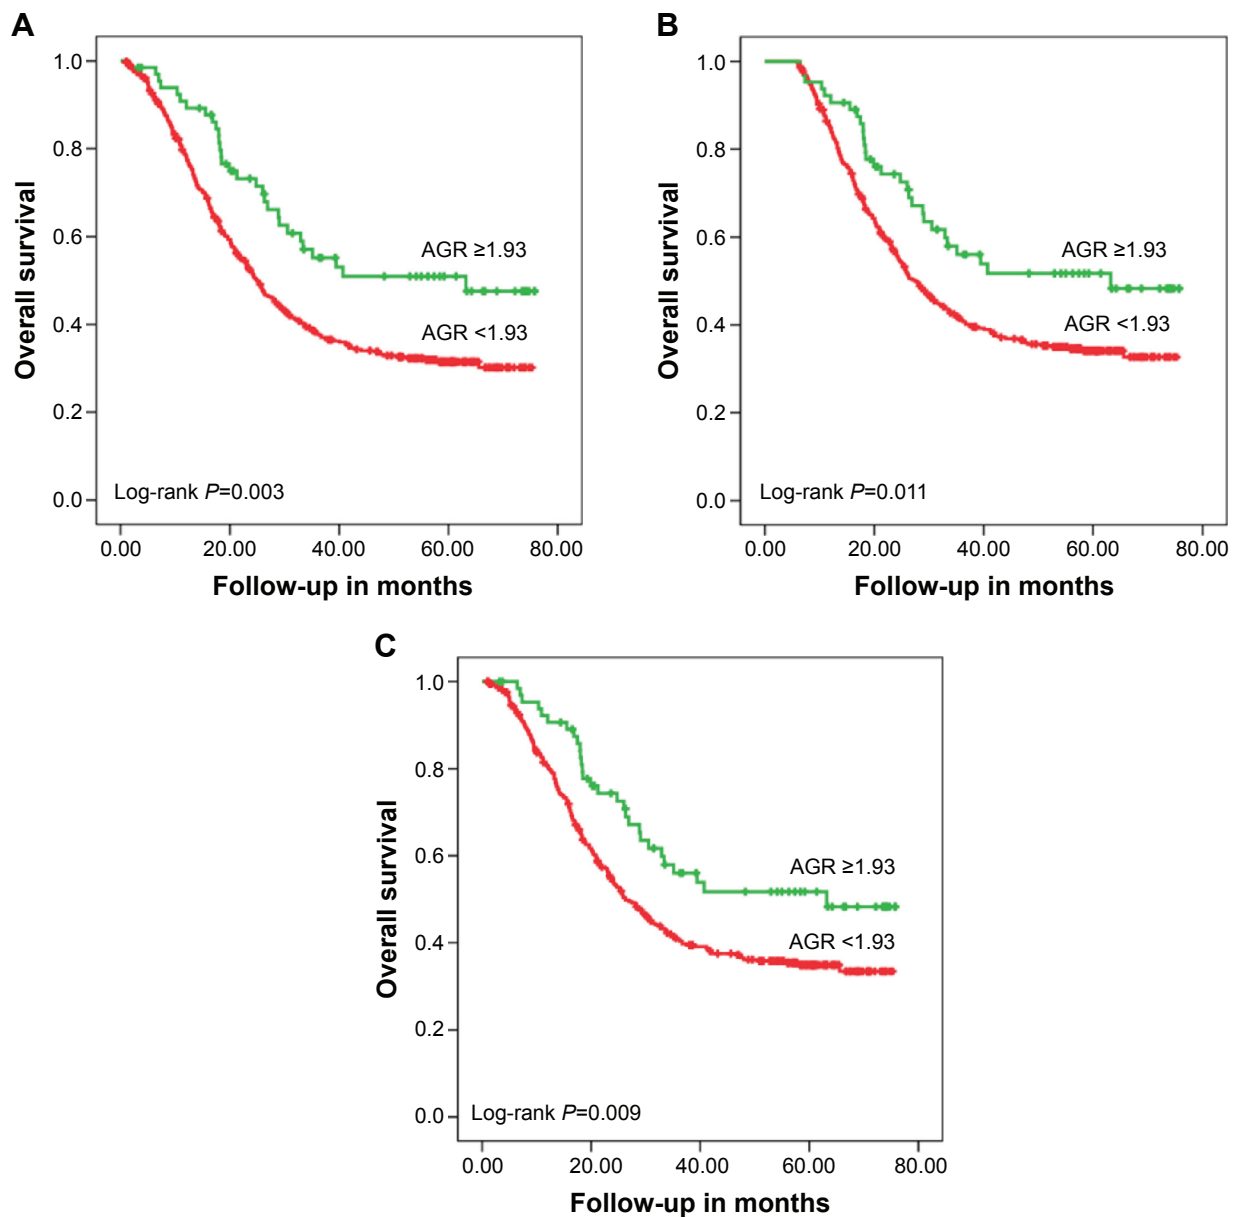 A
1.0
0.8
0.6
0.4
0.2
0.0
Overall survival
AGR ≥1.93
AGR <1.93
Log-rank P=0.003
0.00 20.00 40.00 60.00 80.00
Follow-up in months
B
1.0
0.8
0.6
0.4
0.2
0.0
Overall survival
AGR ≥1.93
AGR <1.93
Log-rank P=0.011
0.00 20.00 40.00 60.00 80.00
Follow-up in months
C
1.0
0.8
0.6
0.4
0.2
0.0
Overall survival
AGR ≥1.93
AGR <1.93
Log-rank P=0.009
0.00 20.00 40.00 60.00 80.00
Follow-up in months